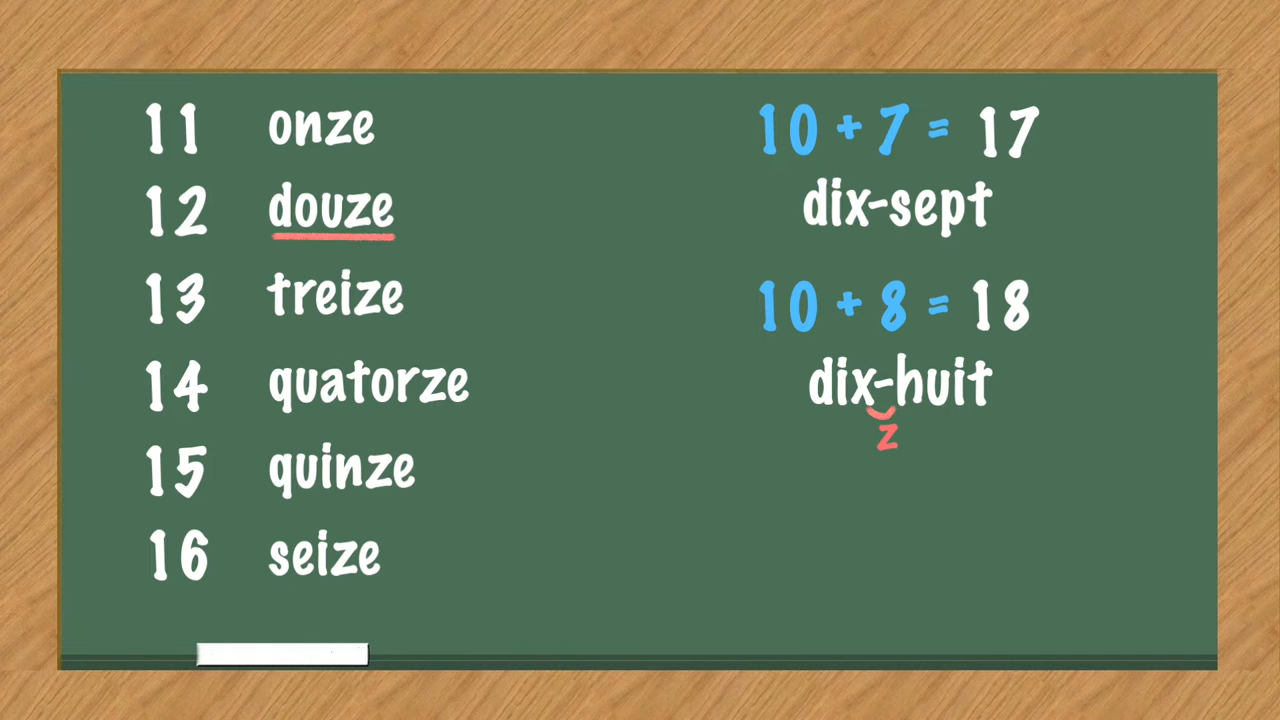 11 onze
12 douze
13 treize
14 quatorze
15 quinze
16 seize
10 + 7 = 17
dix-sept
10 + 8 = 18
dix-huit
z